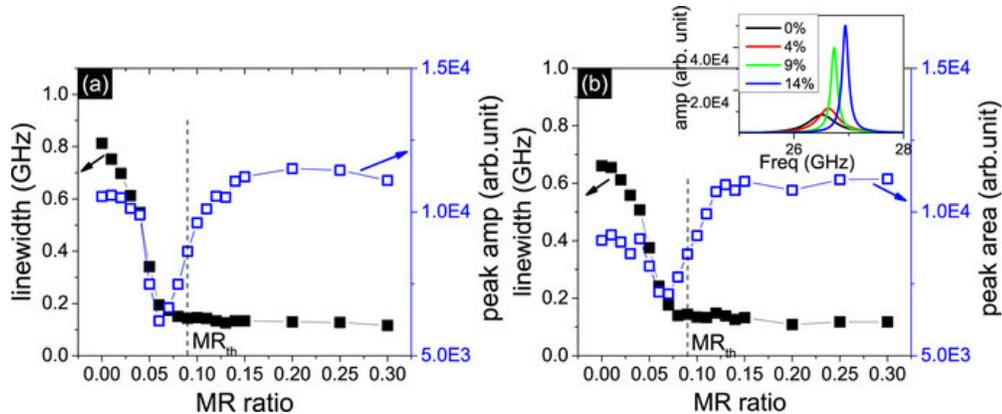 (a)
linewidth (GHz)
1.0
0.8
0.6
0.4
0.2
0.0
0.00 0.05 0.10 0.15 0.20 0.25 0.30
MR ratio
MRth
1.5E4
1.0E4
5.0E3
peak amp (arb.unit)
(b)
linewidth (GHz)
1.0
0.8
0.6
0.4
0.2
0.0
0.00 0.05 0.10 0.15 0.20 0.25 0.30
MR ratio
MRth
1.5E4
1.0E4
5.0E3
peak area (arb.unit)
amp (arb. unit)
4.0E4
2.0E4
0%
4%
9%
14%
26 28
Freq (GHz)